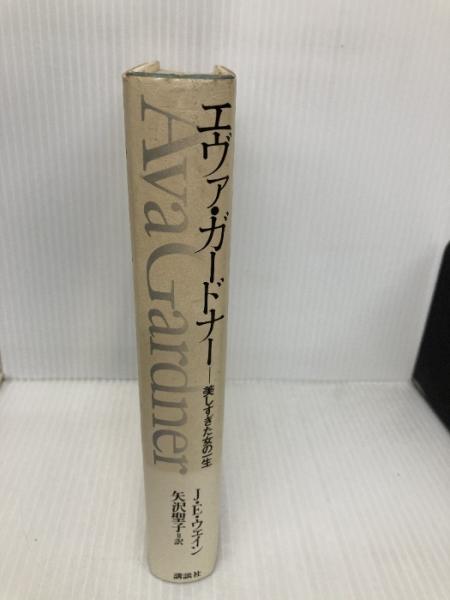 エヴァ・ガードナー──美しすぎた女の一生
Ava Gardner
J・E・ウェイン
矢沢聖子=訳
講談社